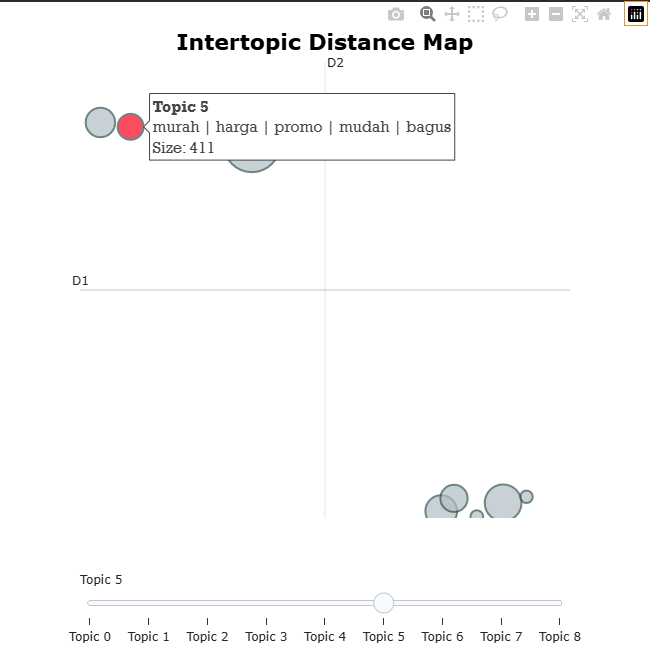 Intertopic Distance Map
D2
Topic 5
murah | harga | promo | mudah | bagus
Size: 411
D1
Topic 5
Topic 0 Topic 1 Topic 2 Topic 3 Topic 4 Topic 5 Topic 6 Topic 7 Topic 8